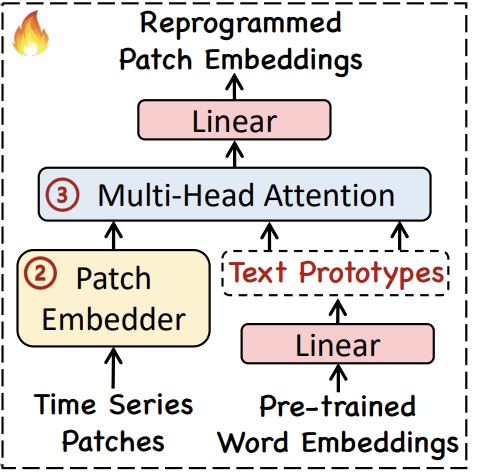 Reprogrammed
Patch Embeddings
Linear
③ Multi-Head Attention
② Patch
Embedder
Text Prototypes
Linear
Time Series
Patches
Pre-trained
Word Embeddings